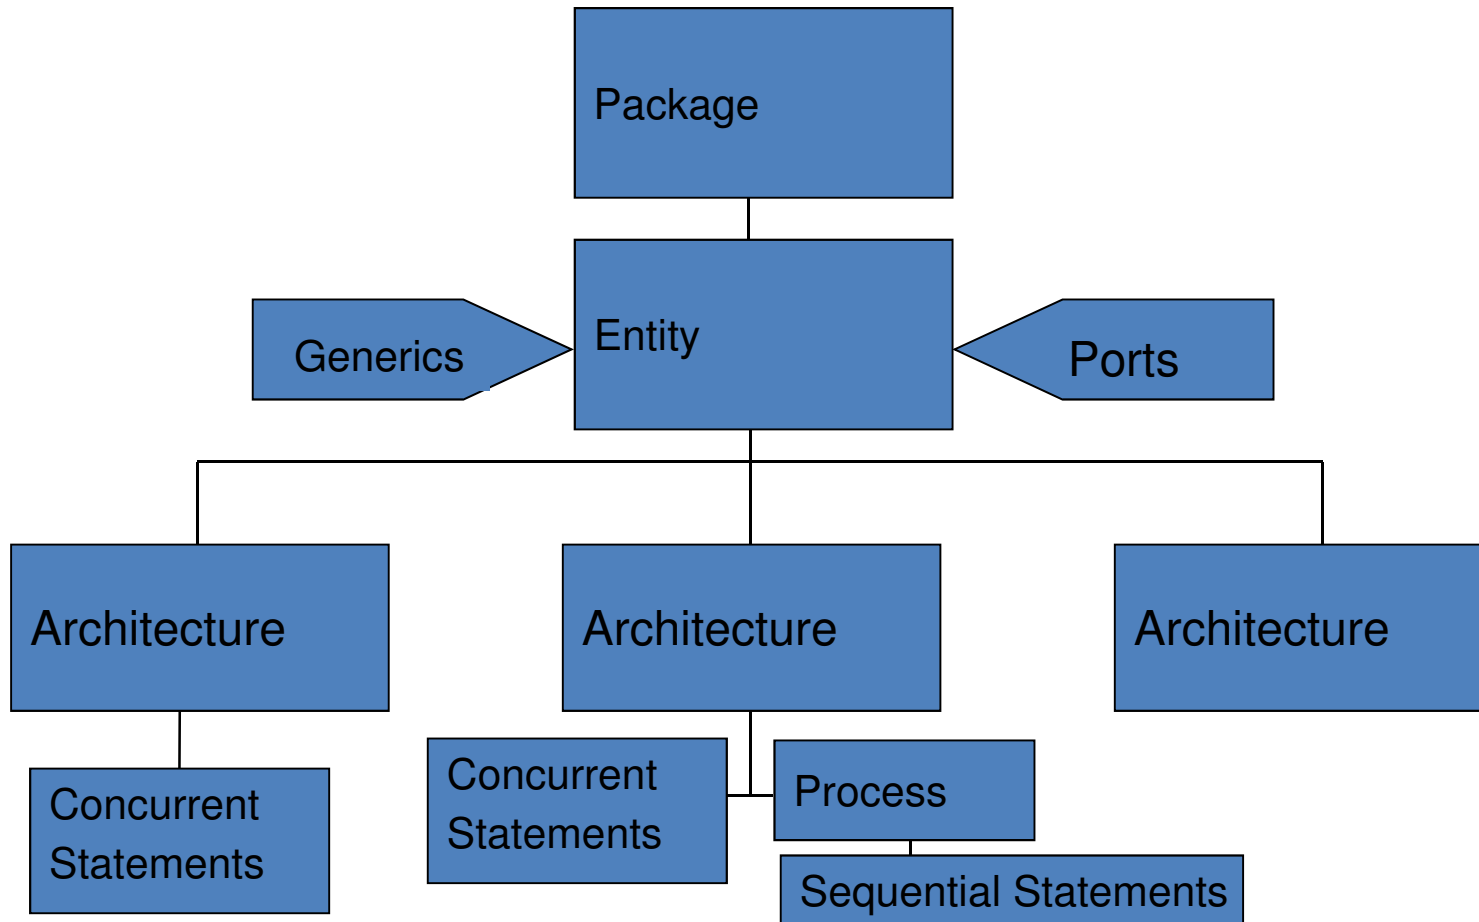 Package
Entity
Generics
Ports
Architecture
Architecture
Architecture
Concurrent
Statements
Concurrent
Statements
Process
Sequential Statements